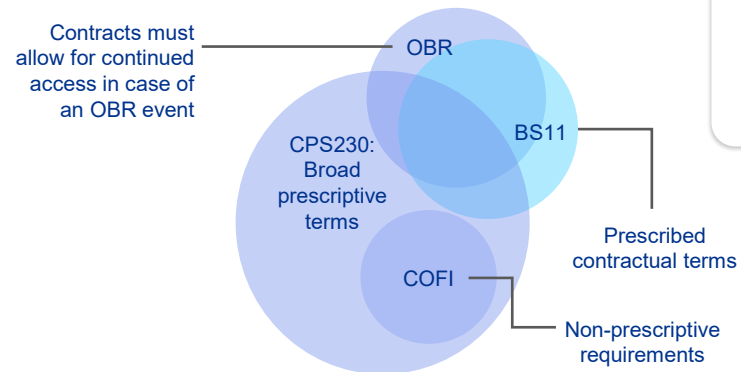 Contracts must
allow for continued
access in case of
an OBR event
OBR
BS11
CPS230:
Broad
prescriptive
terms
Prescribed
contractual terms
COFI
Non-prescriptive
requirements